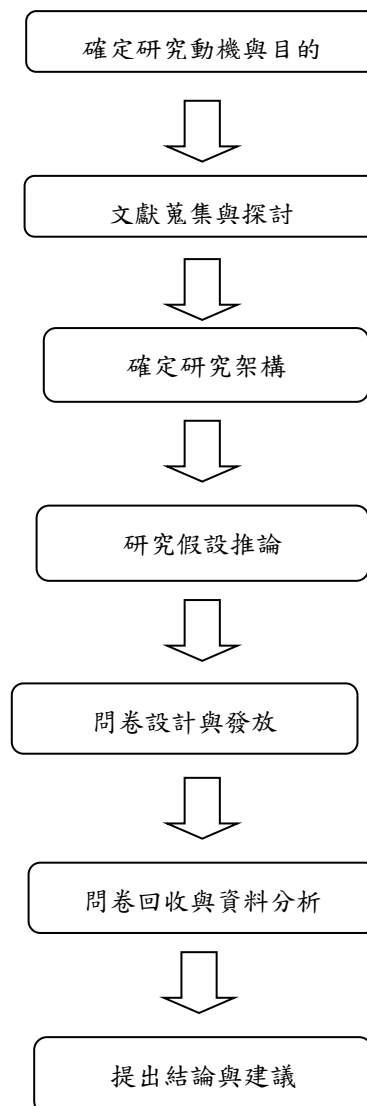 確定研究動機與目的
文獻蒐集與探討
確定研究架構
研究假設推論
問卷設計與發放
問卷回收與資料分析
提出結論與建議